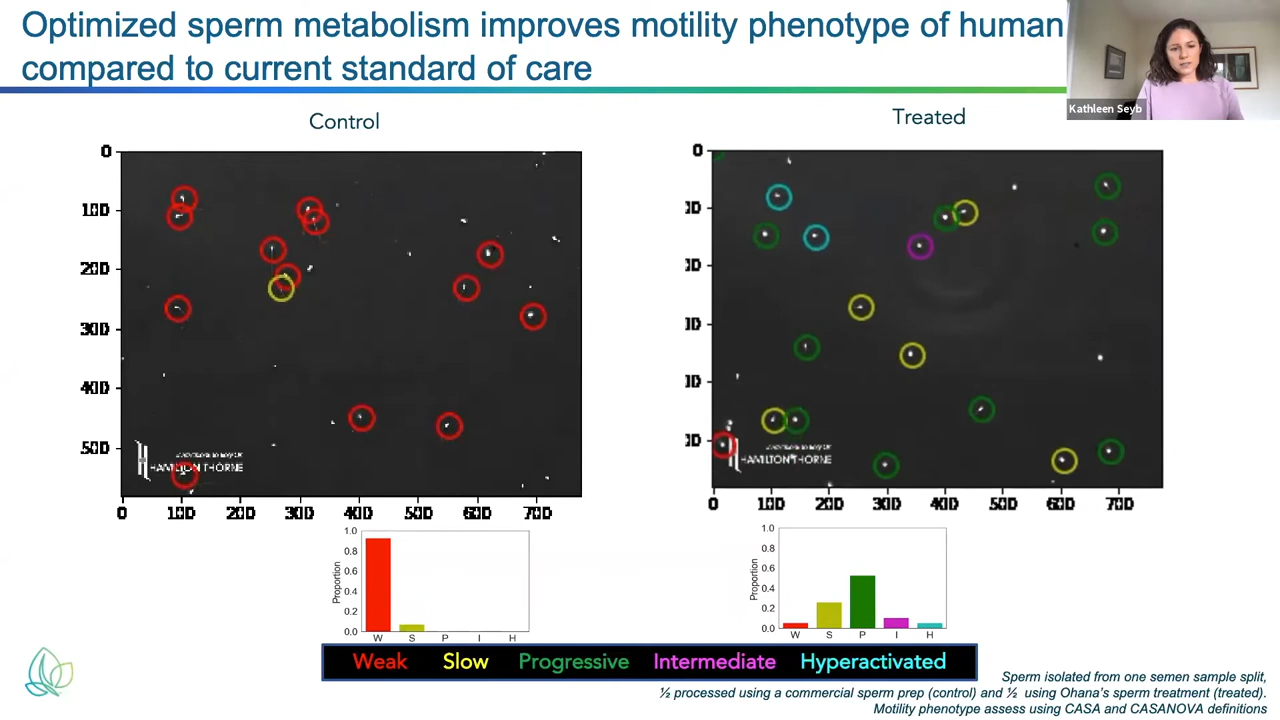 Optimized sperm metabolism improves motility phenotype of human
compared to current standard of care
Kathleen Seyb
Control
Treated
0
100
200
300
400
500
0 100 200 300 400 500 600 700
HAMILTON THORNE
0
0 100 200 300 400 500 600 700
HAMILTON THORNE
1.0
0.8
0.6
0.4
0.2
0.0
Proportion
W S P I H
1.0
0.8
0.6
0.4
0.2
0.0
Proportion
W S P I H
Weak Slow Progressive Intermediate Hyperactivated
Sperm isolated from one semen sample split,
½ processed using a commercial sperm prep (control) and ½ using Ohana's sperm treatment (treated).
Motility phenotype assess using CASA and CASANOVA definitions